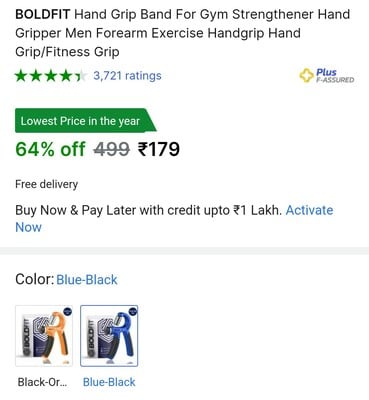 BOLDFIT Hand Grip Band For Gym Strengthener Hand
Gripper Men Forearm Exercise Handgrip Hand
Grip/Fitness Grip
3,721 ratings
Plus
F-ASSURED
Lowest Price in the year
64% off 499 ₹179
Free delivery
Buy Now & Pay Later with credit upto ₹1 Lakh. Activate
Now
Color: Blue-Black
BOLDFIT
BOLDFIT
Black-Or... Blue-Black